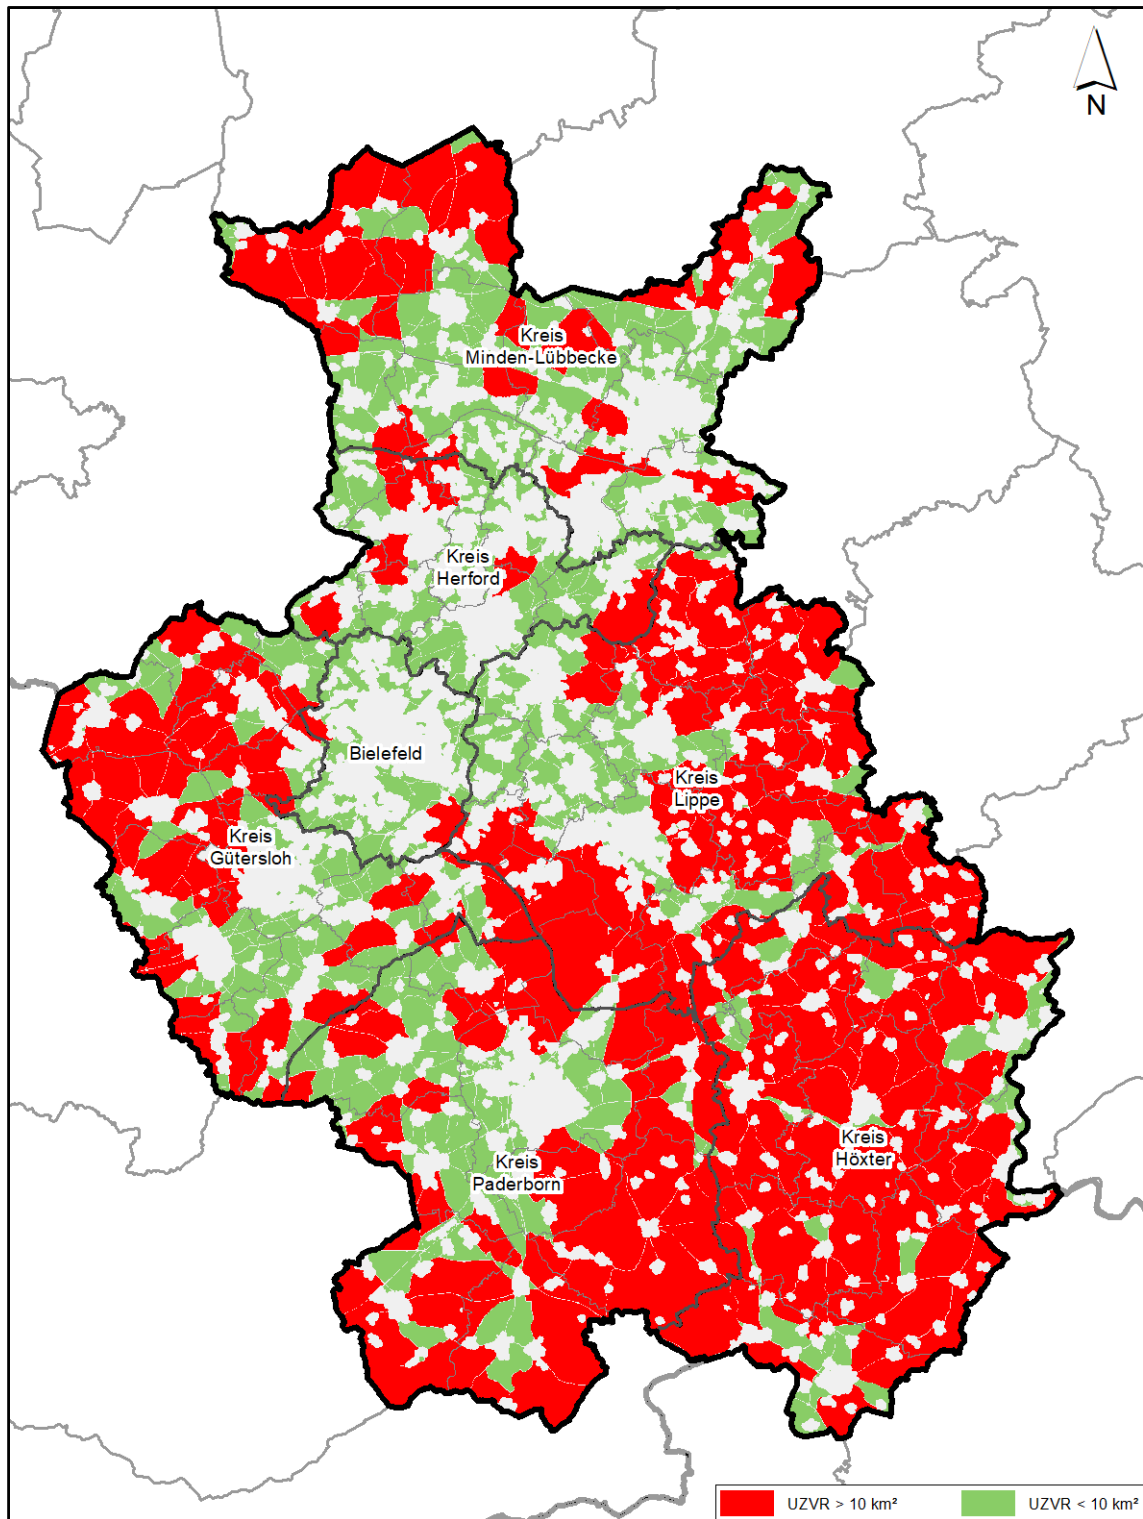 N
Kreis
Minden-Lübbecke
Kreis
Herford
Bielefeld
Kreis
Lippe
Kreis
Gütersloh
Kreis
Höxter
Kreis
Paderborn
UZVR > 10 km² UZVR < 10 km²